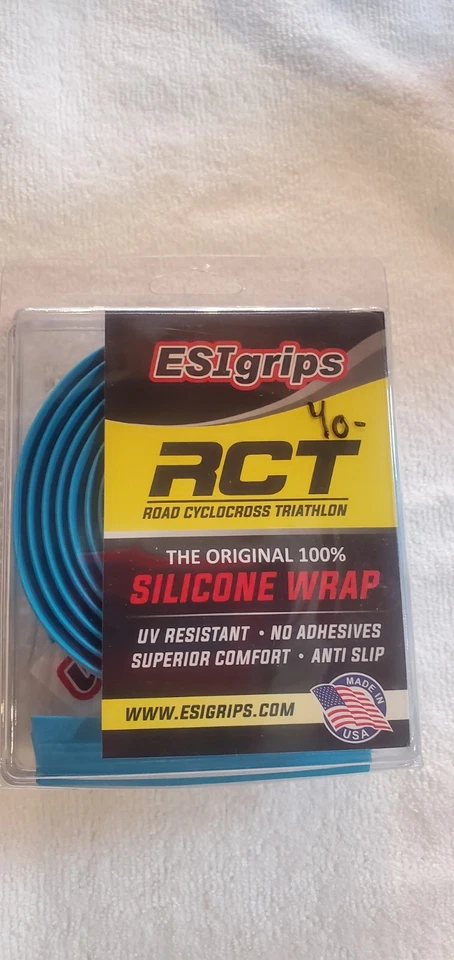 ESIgrips
40-
RCT
ROAD CYCLOCROSS TRIATHLON
THE ORIGINAL 100%
SILICONE WRAP
UV RESISTANT • NO ADHESIVES
SUPERIOR COMFORT • ANTI SLIP
WWW.ESIGRIPS.COM
MADE IN
USA